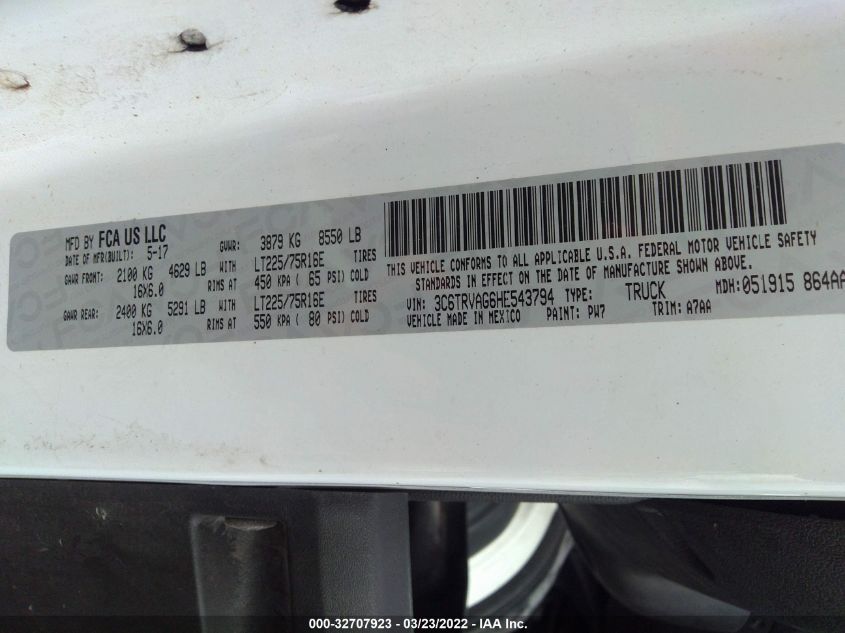 MFD BY FCA US LLC
DATE OF MFR(BUILT): 5-17 GVWR: 3879 KG 8550 LB
GAWR FRONT: 2100 KG 4629 LB WITH LT225/75R16E TIRES
16X6.0 RIMS AT 450 KPA ( 65 PSI) COLD
GAWR REAR: 2400 KG 5291 LB WITH LT225/75R16E TIRES
16X6.0 RIMS AT 550 KPA ( 80 PSI) COLD
THIS VEHICLE CONFORMS TO ALL APPLICABLE U.S.A. FEDERAL MOTOR VEHICLE SAFETY
STANDARDS IN EFFECT ON THE DATE OF MANUFACTURE SHOWN ABOVE.
VIN: 3C6TRVAG6HE543794 TYPE: TRUCK MDH:051915 864AA
VEHICLE MADE IN MEXICO PAINT: PW7 TRIM: A7AA
000-32707923 - 03/23/2022 - IAA Inc.